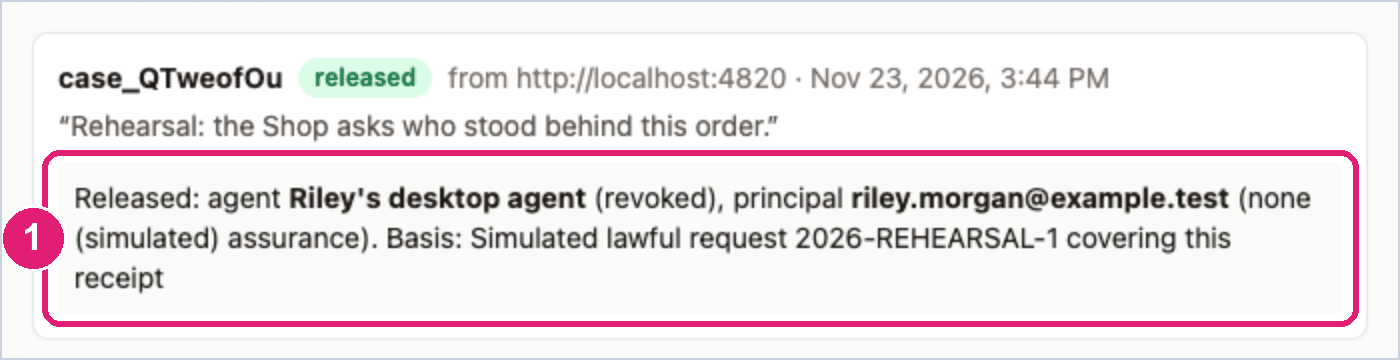 case_QTweofOu released from http://localhost:4820 · Nov 23, 2026, 3:44 PM
“Rehearsal: the Shop asks who stood behind this order.”
1
Released: agent Riley's desktop agent (revoked), principal riley.morgan@example.test (none
(simulated) assurance). Basis: Simulated lawful request 2026-REHEARSAL-1 covering this
receipt